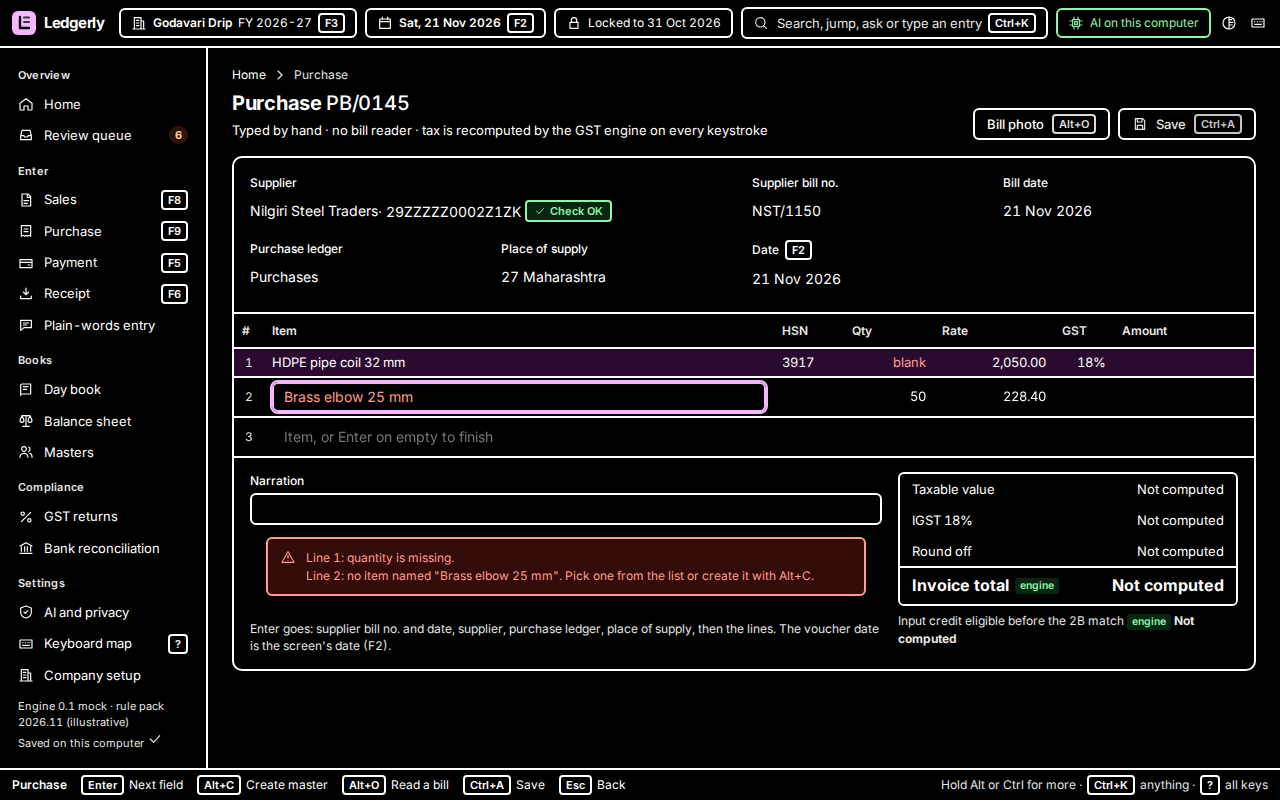 Ledgerly
Godavari Drip FY 2026-27 F3
Sat, 21 Nov 2026 F2
Locked to 31 Oct 2026
Search, jump, ask or type an entry Ctrl+K
AI on this computer
Overview
Home
Review queue 6
Enter
Sales F8
Purchase F9
Payment F5
Receipt F6
Plain-words entry
Books
Day book
Balance sheet
Masters
Compliance
GST returns
Bank reconciliation
Settings
AI and privacy
Keyboard map ?
Company setup
Engine 0.1 mock · rule pack
2026.11 (illustrative)
Saved on this computer
Home > Purchase
Purchase PB/0145
Typed by hand · no bill reader · tax is recomputed by the GST engine on every keystroke
Bill photo Alt+O
Save Ctrl+A
Supplier
Nilgiri Steel Traders· 29ZZZZZ0002Z1ZK Check OK
Supplier bill no.
NST/1150
Bill date
21 Nov 2026
Purchase ledger
Purchases
Place of supply
27 Maharashtra
Date F2
21 Nov 2026
# Item HSN Qty Rate GST Amount
1 HDPE pipe coil 32 mm 3917 blank 2,050.00 18%
2 Brass elbow 25 mm 50 228.40
3 Item, or Enter on empty to finish
Narration
Line 1: quantity is missing.
Line 2: no item named "Brass elbow 25 mm". Pick one from the list or create it with Alt+C.
Enter goes: supplier bill no. and date, supplier, purchase ledger, place of supply, then the lines. The voucher date
is the screen's date (F2).
Taxable value Not computed
IGST 18% Not computed
Round off Not computed
Invoice total engine Not computed
Input credit eligible before the 2B match engine Not
computed
Purchase Enter Next field Alt+C Create master Alt+O Read a bill Ctrl+A Save Esc Back
Hold Alt or Ctrl for more · Ctrl+K anything · ? all keys